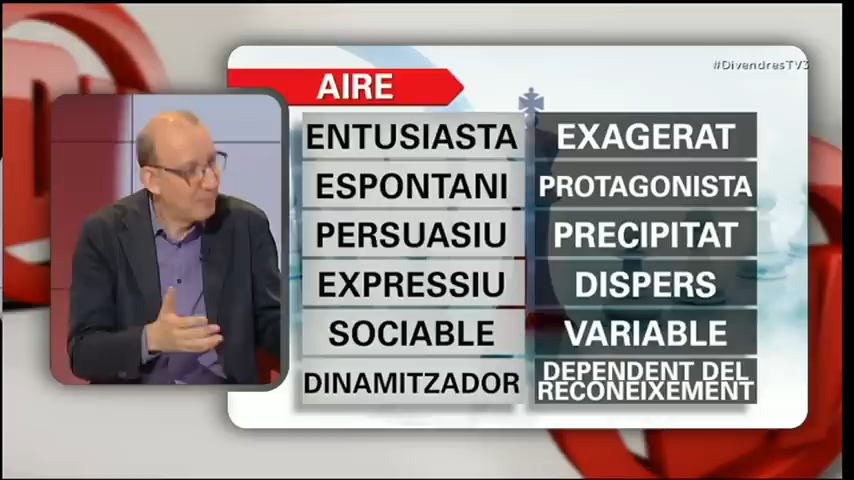 #DivendresTV3
AIRE
ENTUSIASTA
EXAGERAT
ESPONTANI
PROTAGONISTA
PERSUASIU
PRECIPITAT
EXPRESSIU
DISPERS
SOCIABLE
VARIABLE
DINAMITZADOR
DEPENDENT DEL
RECONEIXEMENT